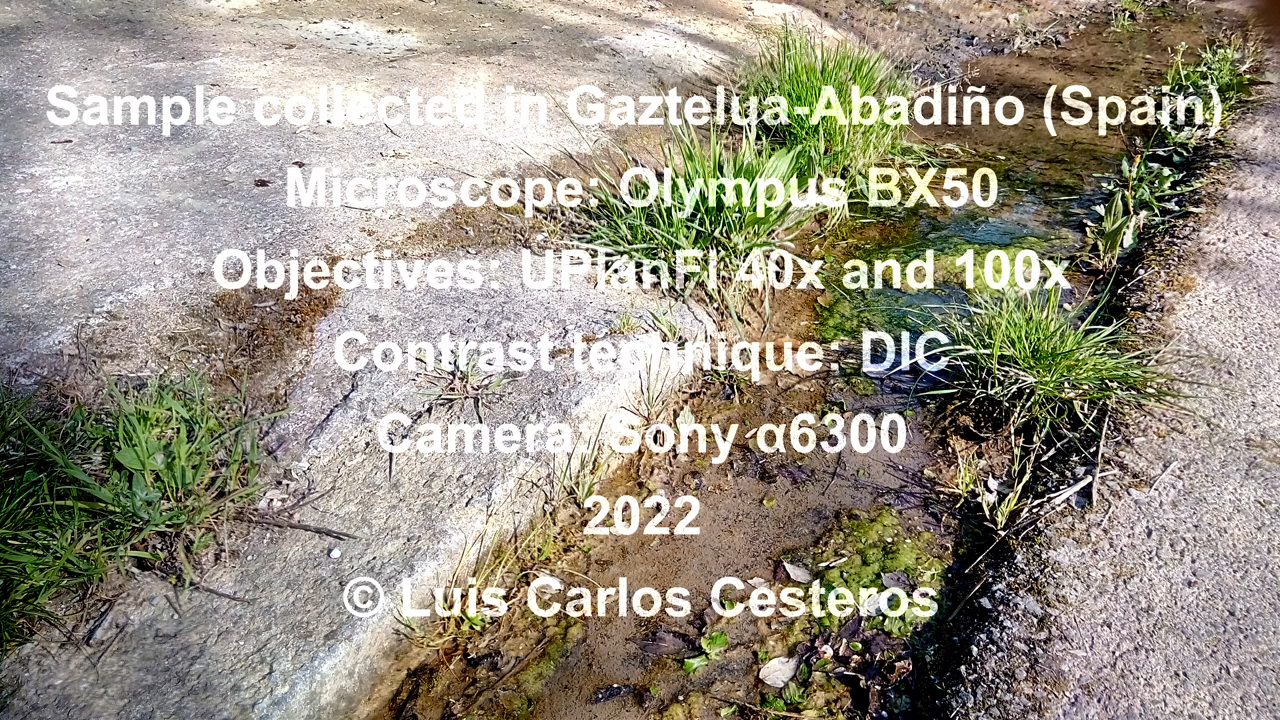 Sample collected in Gaztelua-Abadiño (Spain)
Microscope: Olympus BX50
Objectives: UPlanFl 40x and 100x
Contrast technique: DIC
Camera: Sony α6300
2022
© Luis Carlos Cesteros